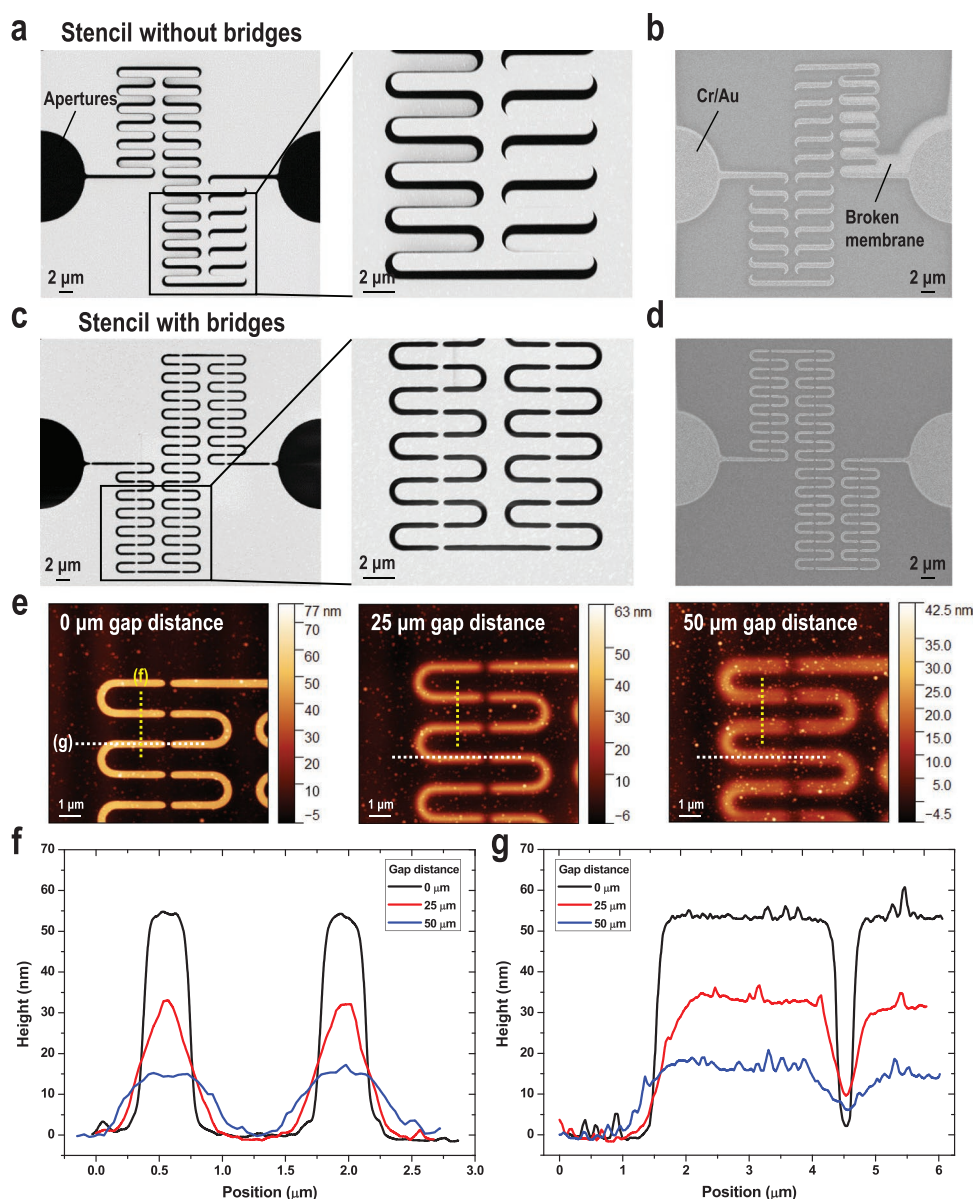 a
Stencil without bridges
Apertures
2 µm
2 µm
b
Cr/Au
Broken
membrane
2 µm
c
Stencil with bridges
2 µm
2 µm
d
2 µm
e
0 µm gap distance
(f)
(g)
1 µm
77 nm
70
60
50
40
30
20
10
−5
25 µm gap distance
1 µm
63 nm
50
40
30
20
10
−6
50 µm gap distance
1 µm
42.5 nm
35.0
30.0
25.0
20.0
15.0
10.0
5.0
−4.5
f
70
60
50
40
30
20
10
0
Height (nm)
Gap distance
0 µm
25 µm
50 µm
0.0 0.5 1.0 1.5 2.0 2.5 3.0
Position (µm)
g
70
60
50
40
30
20
10
0
Height (nm)
Gap distance
0 µm
25 µm
50 µm
0 1 2 3 4 5 6
Position (µm)